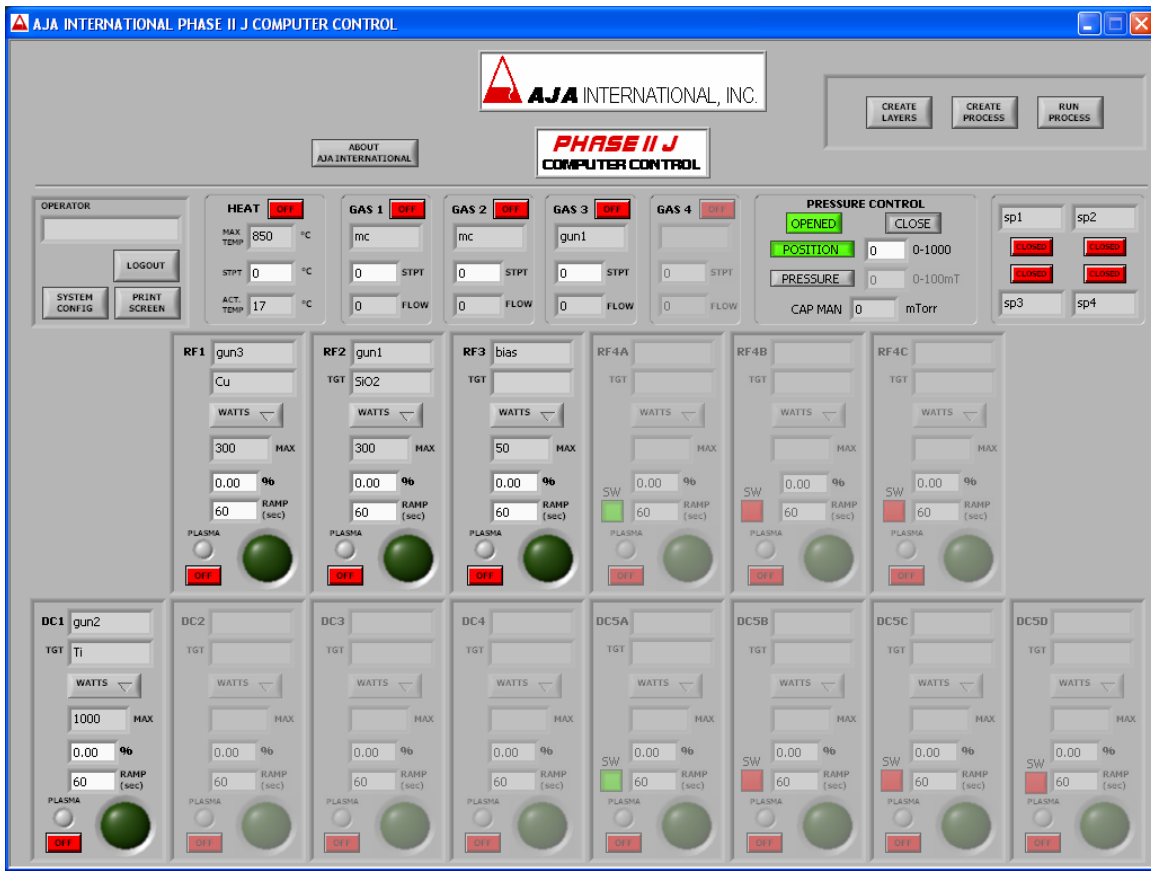 AJA INTERNATIONAL PHASE II J COMPUTER CONTROL
AJA INTERNATIONAL, INC.
PHASE II J
COMPUTER CONTROL
ABOUT
AJA INTERNATIONAL
CREATE
LAYERS
CREATE
PROCESS
RUN
PROCESS
OPERATOR
LOGOUT
SYSTEM
CONFIG
PRINT
SCREEN
HEAT OFF
MAX
TEMP 850 °C
STPT 0 °C
ACT.
TEMP 17 °C
GAS 1 OFF
mc
0 STPT
0 FLOW
GAS 2 OFF
mc
0 STPT
0 FLOW
GAS 3 OFF
gun1
0 STPT
0 FLOW
GAS 4 OFF
0 STPT
0 FLOW
PRESSURE CONTROL
OPENED CLOSE
POSITION 0 0-1000
PRESSURE 0 0-100mT
CAP MAN 0 mTorr
sp1 sp2
CLOSED CLOSED
CLOSED CLOSED
sp3 sp4
RF1 gun3
Cu
WATTS
300 MAX
0.00 %
60 RAMP
(sec)
PLASMA
OFF
RF2 gun1
TGT SiO2
WATTS
300 MAX
0.00 %
60 RAMP
(sec)
PLASMA
OFF
RF3 bias
TGT
WATTS
50 MAX
0.00 %
60 RAMP
(sec)
PLASMA
OFF
RF4A
TGT
WATTS
MAX
0.00 %
SW
60 RAMP
(sec)
PLASMA
OFF
RF4B
TGT
WATTS
MAX
0.00 %
SW
60 RAMP
(sec)
PLASMA
OFF
RF4C
TGT
WATTS
MAX
0.00 %
SW
60 RAMP
(sec)
PLASMA
OFF
DC1 gun2
TGT Ti
WATTS
1000 MAX
0.00 %
60 RAMP
(sec)
PLASMA
OFF
DC2
TGT
WATTS
MAX
0.00 %
60 RAMP
(sec)
PLASMA
OFF
DC3
TGT
WATTS
MAX
0.00 %
60 RAMP
(sec)
PLASMA
OFF
DC4
TGT
WATTS
MAX
0.00 %
60 RAMP
(sec)
PLASMA
OFF
DC5A
TGT
WATTS
MAX
0.00 %
SW
60 RAMP
(sec)
PLASMA
OFF
DC5B
TGT
WATTS
MAX
0.00 %
SW
60 RAMP
(sec)
PLASMA
OFF
DC5C
TGT
WATTS
MAX
0.00 %
SW
60 RAMP
(sec)
PLASMA
OFF
DC5D
TGT
WATTS
MAX
0.00 %
SW
60 RAMP
(sec)
PLASMA
OFF